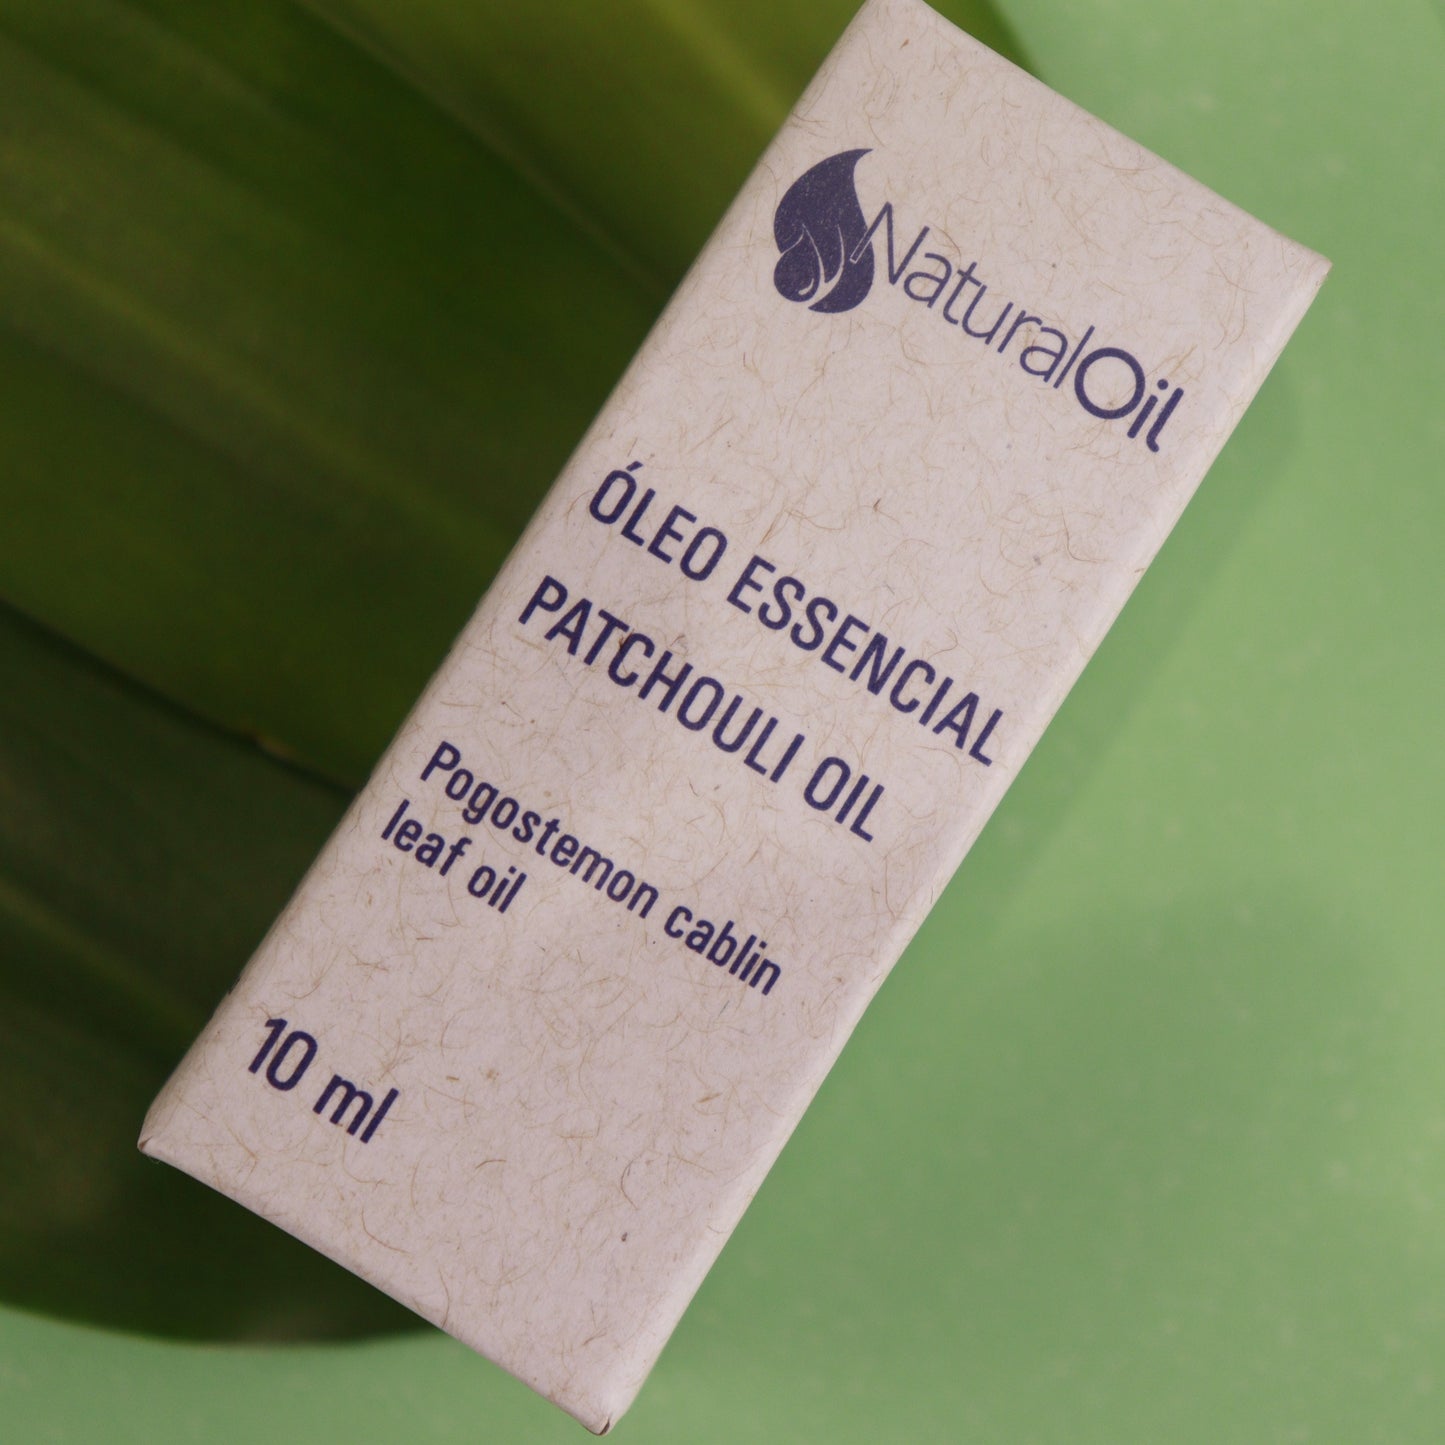 NaturalOil
ÓLEO ESSENCIAL
PATCHOULI OIL
Pogostemon cablin
leaf oil
10 ml